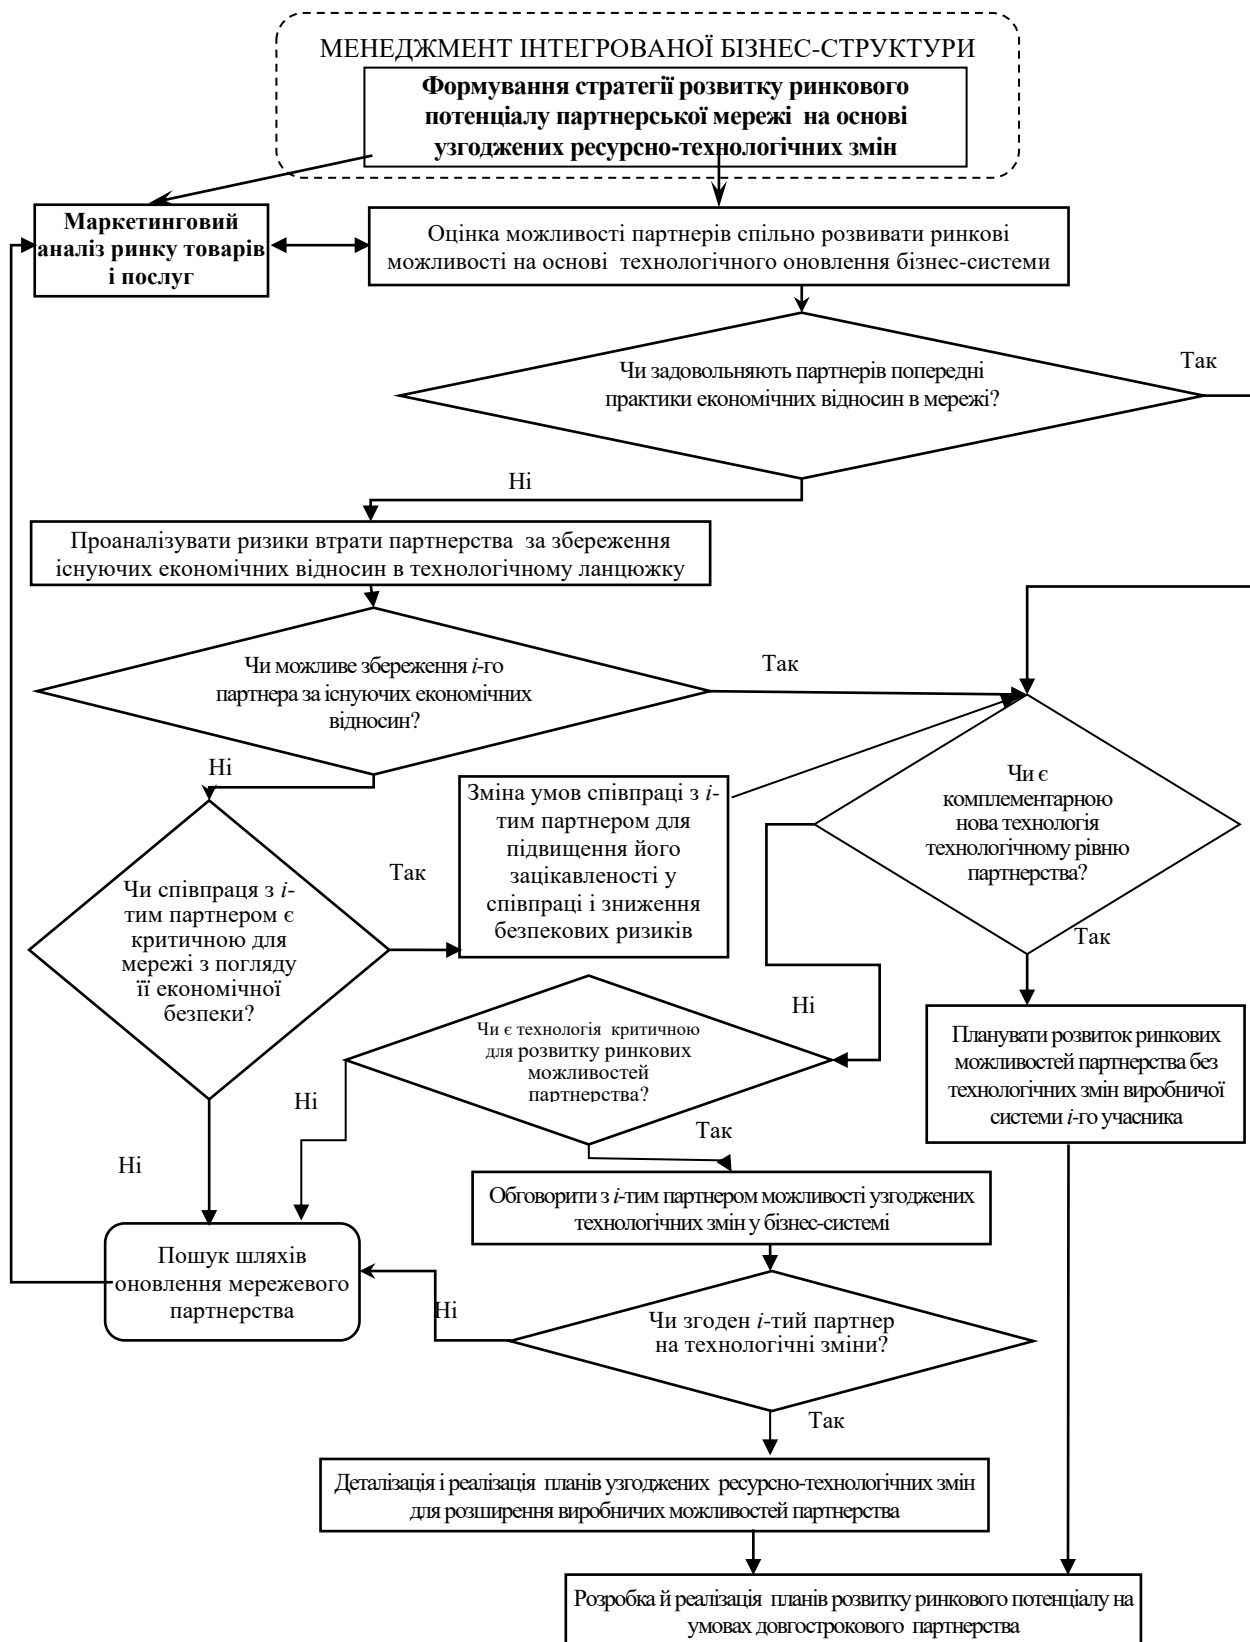 МЕНЕДЖМЕНТ ІНТЕГРОВАНОЇ БІЗНЕС-СТРУКТУРИ
Формування стратегії розвитку ринкового
потенціалу партнерської мережі на основі
узгоджених ресурсно-технологічних змін
Маркетинговий
аналіз ринку товарів
і послуг
Оцінка можливості партнерів спільно розвивати ринкові
можливості на основі технологічного оновлення бізнес-системи
Чи задовольняють партнерів попередні
практики економічних відносин в мережі?
Так
Ні
Проаналізувати ризики втрати партнерства за збереження
існуючих економічних відносин в технологічному ланцюжку
Чи можливе збереження і-го
партнера за існуючих економічних
відносин?
Так
Ні
Зміна умов співпраці з і-
тим партнером для
підвищення його
зацікавленості у
співпраці і зниження
безпекових ризиків
Чи є
комплементарною
нова технологія
технологічному рівню
партнерства?
Так
Чи співпраця з і-
тим партнером є
критичною для
мережі з погляду
її економічної
безпеки?
Так
Ні
Чи є технологія критичною
для розвитку ринкових
можливостей
партнерства?
Ні
Планувати розвиток ринкових
можливостей партнерства без
технологічних змін виробничої
системи і-го учасника
Ні
Так
Обговорити з і-тим партнером можливості узгоджених
технологічних змін у бізнес-системі
Пошук шляхів
оновлення мережевого
партнерства
Ні
Чи згоден і-тий партнер
на технологічні зміни?
Так
Деталізація і реалізація планів узгоджених ресурсно-технологічних змін
для розширення виробничих можливостей партнерства
Розробка й реалізація планів розвитку ринкового потенціалу на
умовах довгострокового партнерства